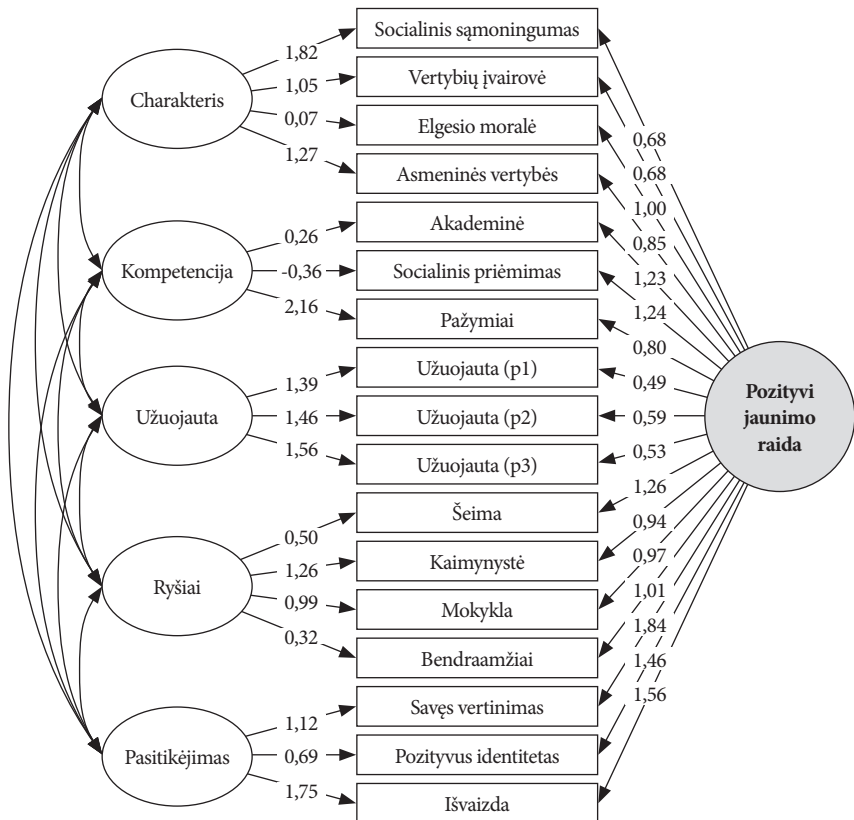 Socialinis sąmoningumas
1,82
Vertybių įvairovė
1,05
Charakteris
0,07
Elgesio moralė
0,68
1,27
Asmeninės vertybės
0,68
1,00
Akademinė
0,85
0,26
Kompetencija
-0,36
Socialinis priėmimas
1,23
2,16
1,24
Pažymiai
0,80
Užuojauta (p1)
1,39
0,49
Pozityvi
Užuojauta
1,46
Užuojauta (p2)
0,59
jaunimo
1,56
0,53
raida
Užuojauta (p3)
1,26
Šeima
0,50
0,94
Kaimynystė
1,26
0,97
Ryšiai
0,99
Mokykla
1,01
0,32
1,84
Bendraamžiai
1,46
Savęs vertinimas
1,12
1,56
Pasitikėjimas
0,69
Pozityvus identitetas
1,75
Išvaizda